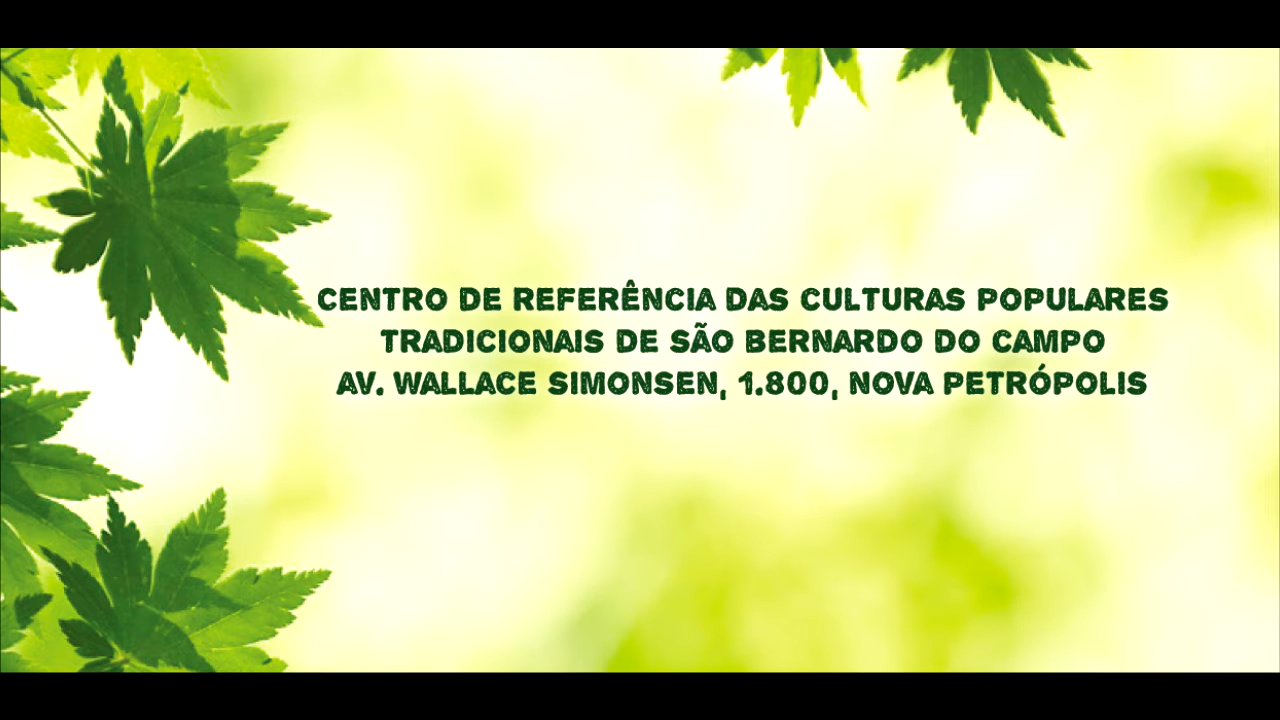 CENTRO DE REFERÊNCIA DAS CULTURAS POPULARES
TRADICIONAIS DE SÃO BERNARDO DO CAMPO
AV. WALLACE SIMONSEN, 1.800, NOVA PETRÓPOLIS